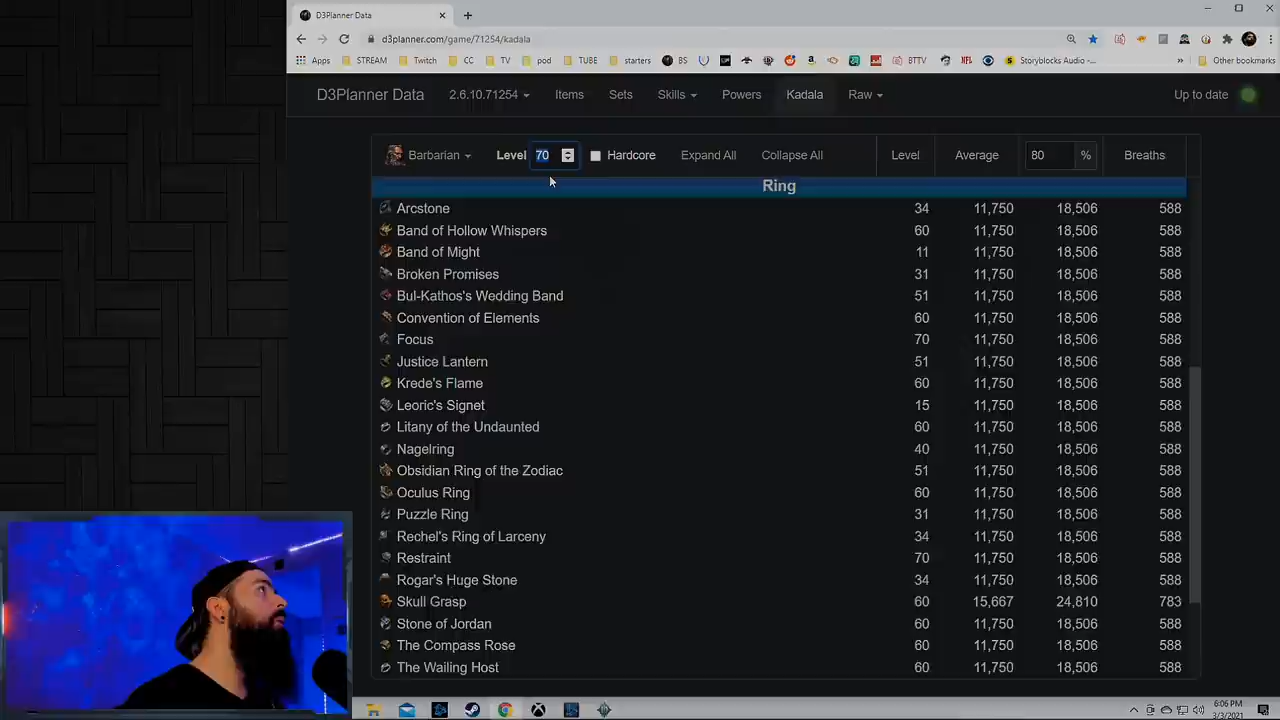 D3Planner Data
d3planner.com/game/71254/kadala
Apps STREAM Twitch CC TV pod TUBE starters BS BTTV NFL Storyblocks Audio -... Other bookmarks
D3Planner Data 2.6.10.71254 Items Sets Skills Powers Kadala Raw Up to date
Barbarian Level 70 Hardcore Expand All Collapse All Level Average 80 % Breaths
Ring
Arcstone 34 11,750 18,506 588
Band of Hollow Whispers 60 11,750 18,506 588
Band of Might 11 11,750 18,506 588
Broken Promises 31 11,750 18,506 588
Bul-Kathos's Wedding Band 51 11,750 18,506 588
Convention of Elements 60 11,750 18,506 588
Focus 70 11,750 18,506 588
Justice Lantern 51 11,750 18,506 588
Krede's Flame 60 11,750 18,506 588
Leoric's Signet 15 11,750 18,506 588
Litany of the Undaunted 60 11,750 18,506 588
Nagelring 40 11,750 18,506 588
Obsidian Ring of the Zodiac 51 11,750 18,506 588
Oculus Ring 60 11,750 18,506 588
Puzzle Ring 31 11,750 18,506 588
Rechel's Ring of Larceny 34 11,750 18,506 588
Restraint 70 11,750 18,506 588
Rogar's Huge Stone 34 11,750 18,506 588
Skull Grasp 60 15,667 24,810 783
Stone of Jordan 60 11,750 18,506 588
The Compass Rose 60 11,750 18,506 588
The Wailing Host 60 11,750 18,506 588
6:06 PM
3/3/2021